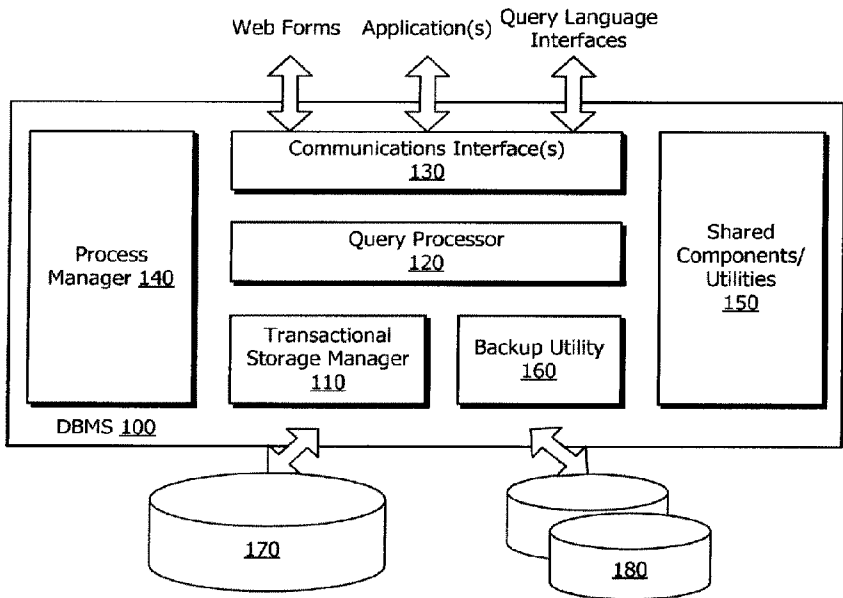 Web Forms
Application(s)
Query Language
Interfaces
Communications Interface(s)
130
Process
Manager 140
Query Processor
120
Shared
Components/
Utilities
150
Transactional
Storage Manager
110
Backup Utility
160
DBMS 100
170
180